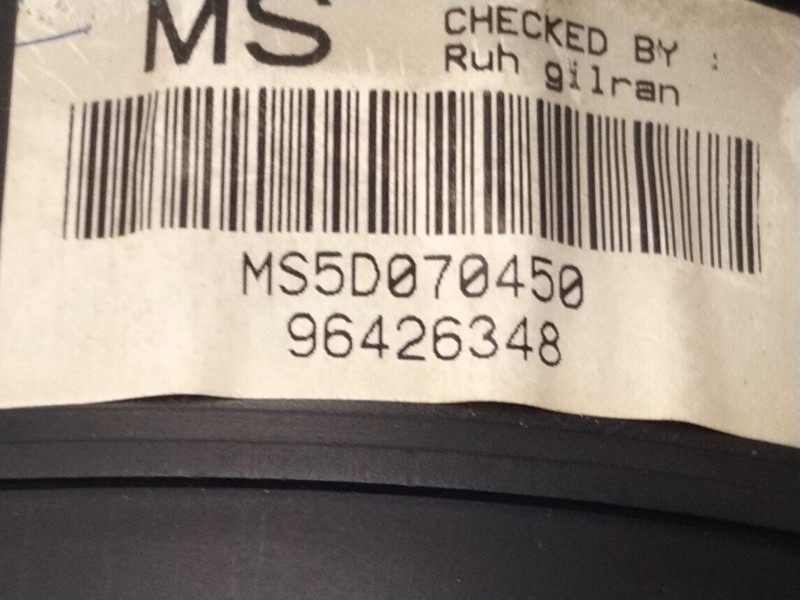 MS
CHECKED BY :
Ruh gilran
MS5D070450
96426348